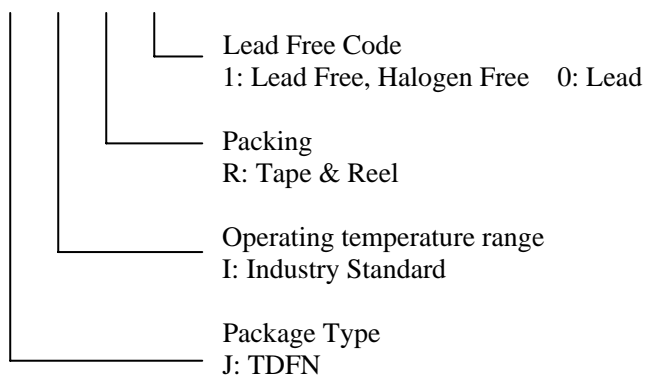 Lead Free Code
1: Lead Free, Halogen Free 0: Lead
Packing
R: Tape & Reel
Operating temperature range
I: Industry Standard
Package Type
J: TDFN